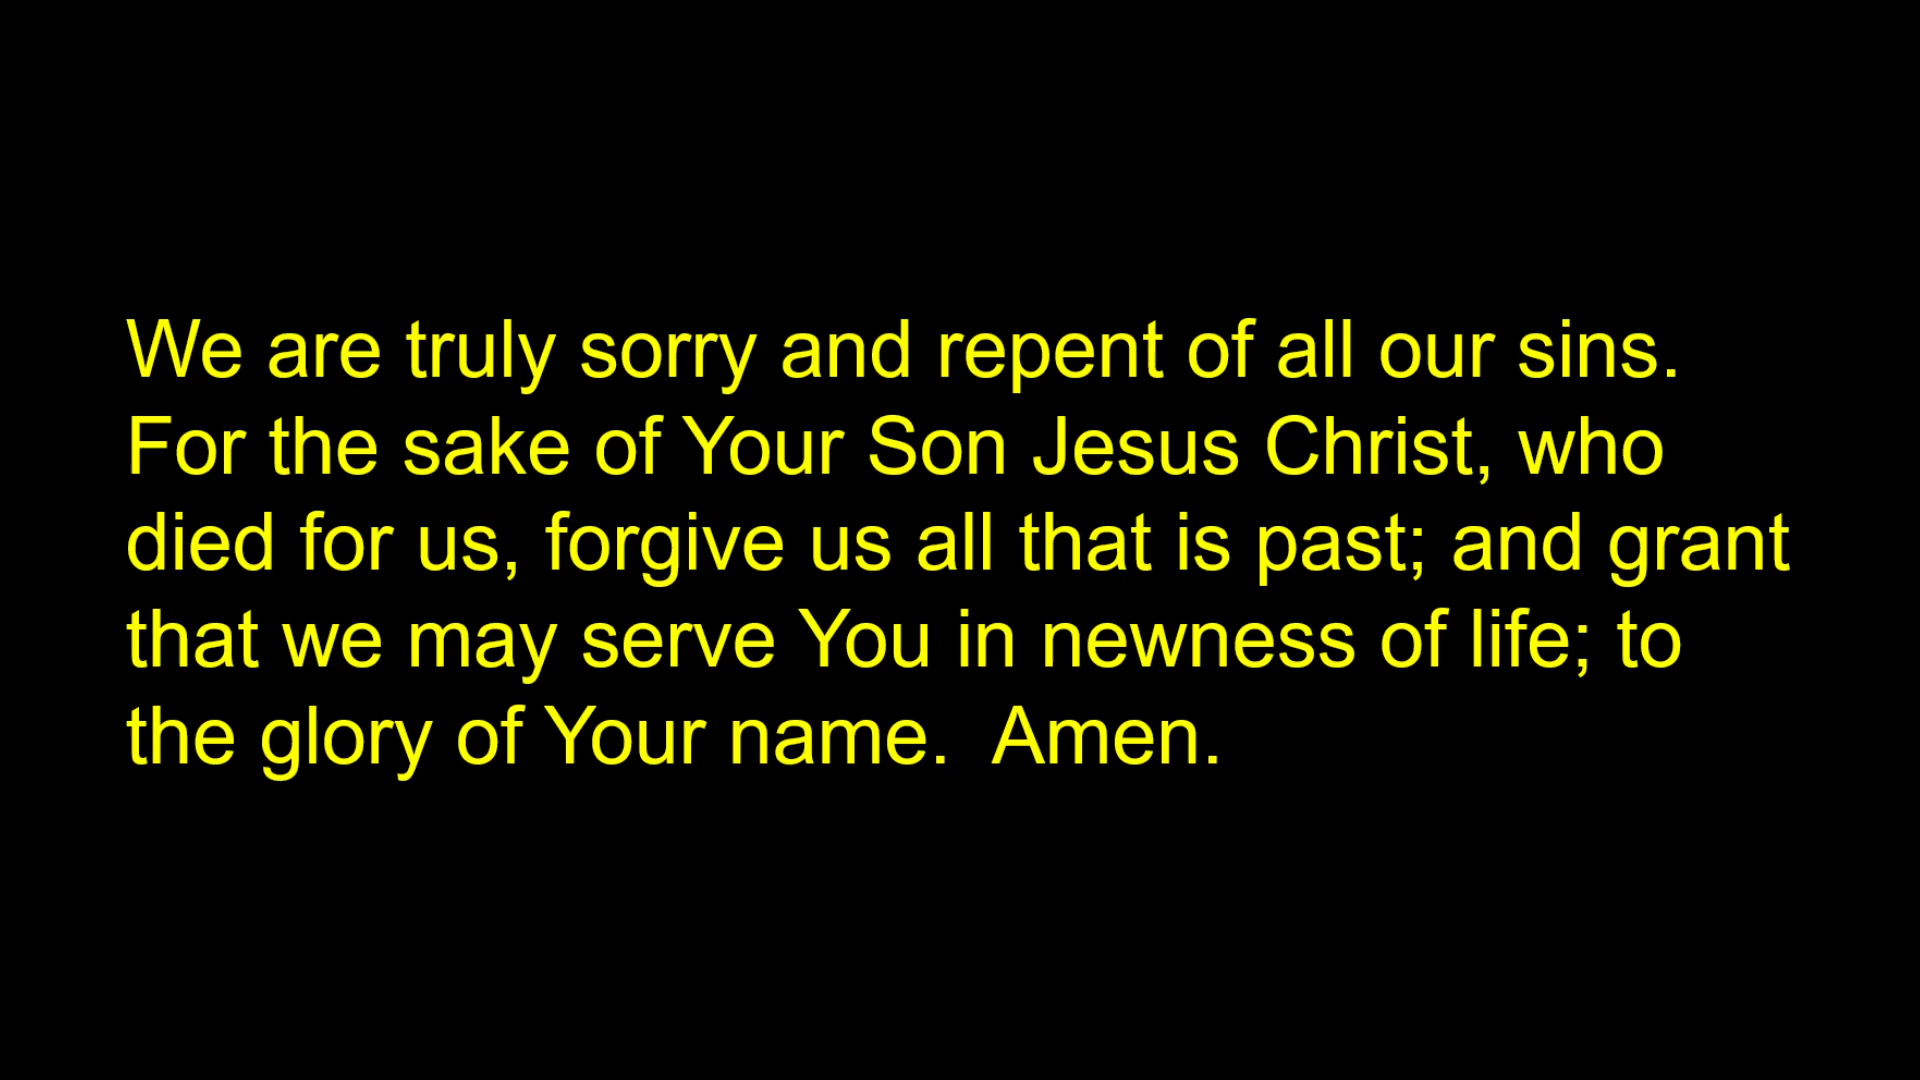 We are truly sorry and repent of all our sins.
For the sake of Your Son Jesus Christ, who
died for us, forgive us all that is past; and grant
that we may serve You in newness of life; to
the glory of Your name.  Amen.